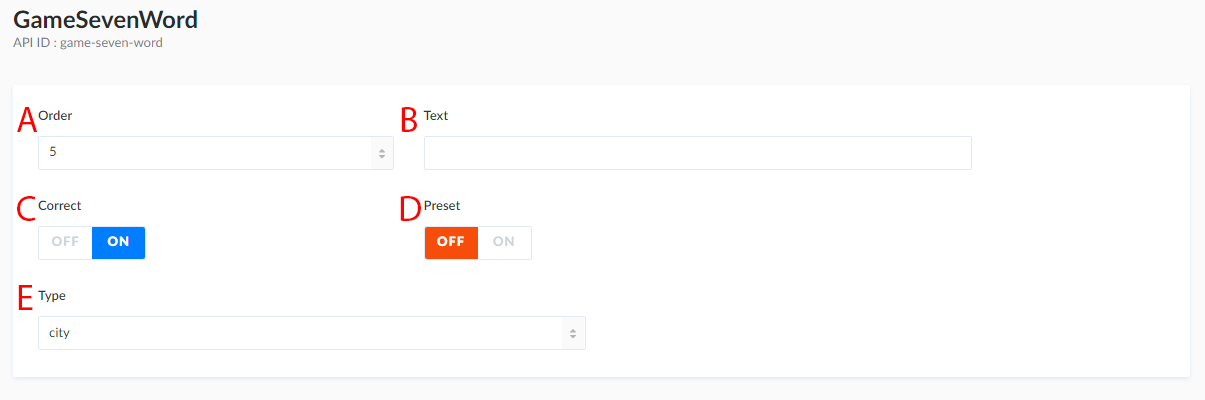 GameSevenWord
API ID : game-seven-word
A Order B Text
5
C Correct D Preset
OFF ON OFF ON
E Type
city